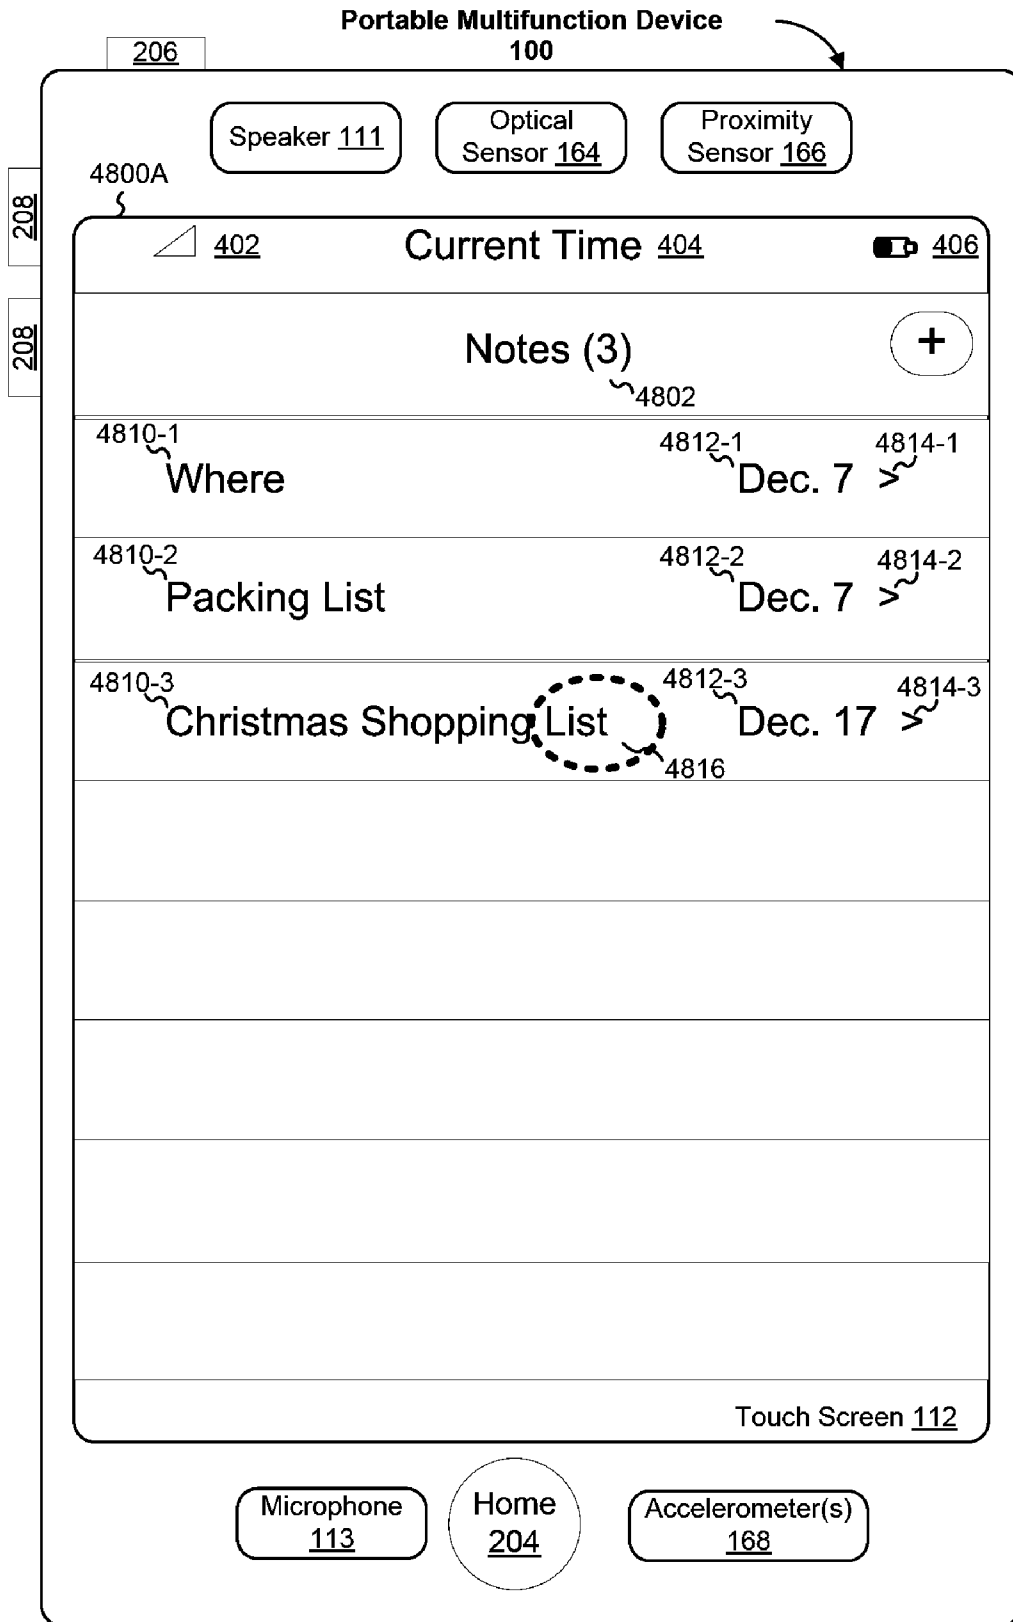 Portable Multifunction Device
100
206
Speaker 111
Optical
Sensor 164
Proximity
Sensor 166
4800A
208
208
402
Current Time 404
406
Notes (3)
+
4802
4810-1
4812-1
4814-1
Where
Dec. 7 >
4810-2
4812-2
4814-2
Packing List
Dec. 7 >
4810-3
4812-3
4814-3
Christmas Shopping List
Dec. 17 >
4816
Touch Screen 112
Microphone
113
Home
204
Accelerometer(s)
168